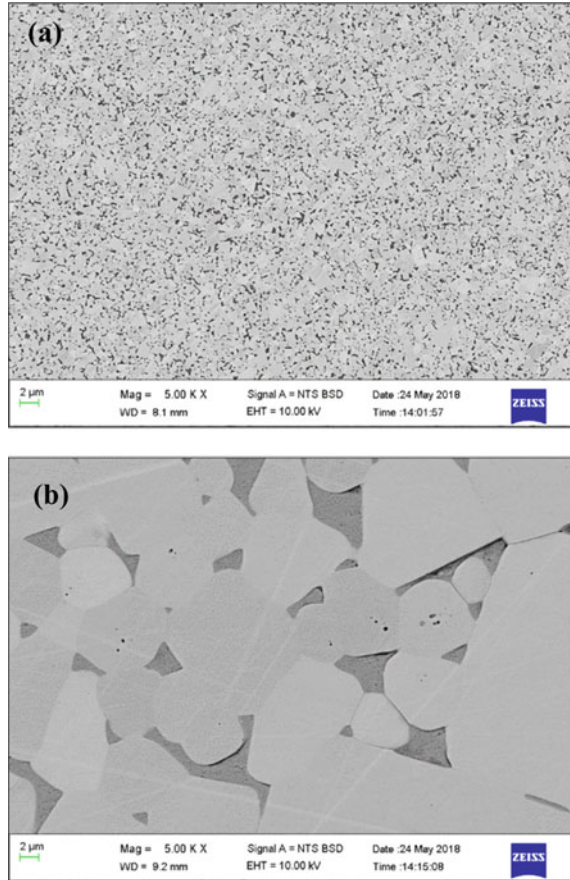 (a)
2 µm Mag = 5.00 K X Signal A = NTS BSD Date :24 May 2018
WD = 8.1 mm EHT = 10.00 kV Time :14:01:57
ZEISS
(b)
2 µm Mag = 5.00 K X Signal A = NTS BSD Date :24 May 2018
WD = 9.2 mm EHT = 10.00 kV Time :14:15:08
ZEISS